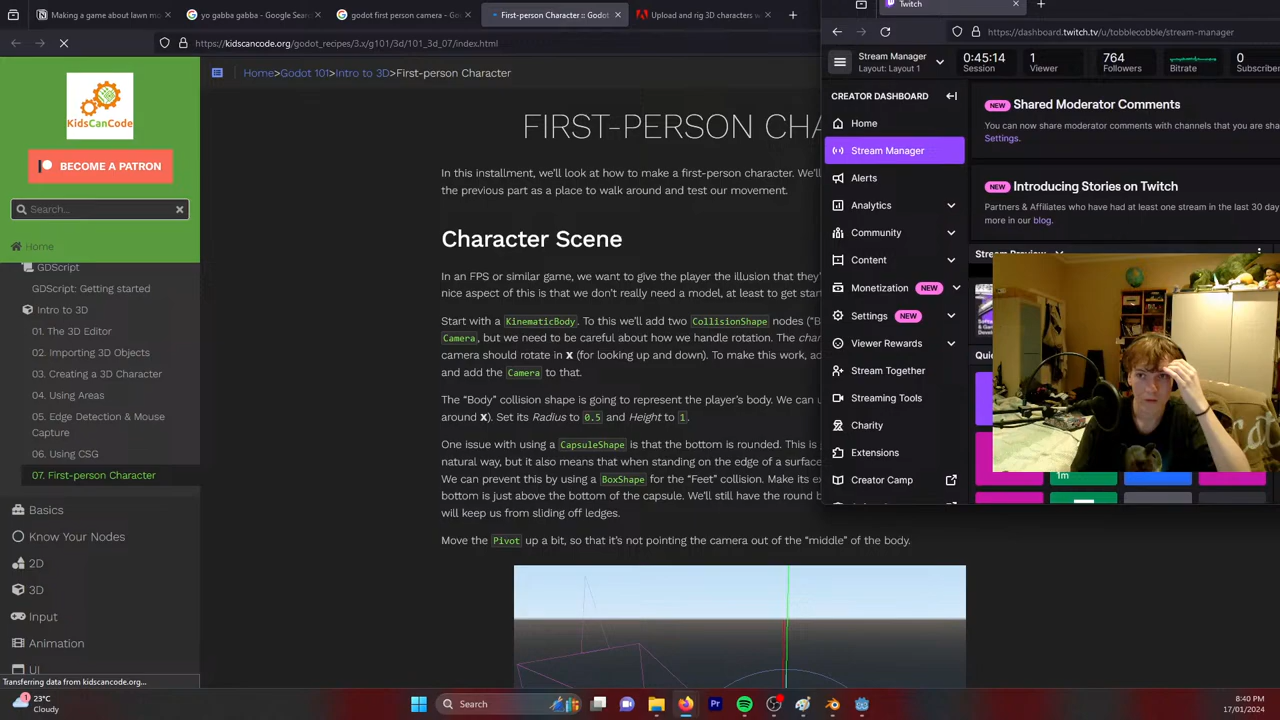 Making a game about lawn mo
yo gabba gabba - Google Sear
godot first person camera - Go
First-person Character :: Godot
Upload and rig 3D characters w
Twitch
https://kidscancode.org/godot_recipes/3.x/g101/3d/101_3d_07/index.html
https://dashboard.twitch.tv/u/tobblecobble/stream-manager
KidsCanCode
BECOME A PATRON
Search...
Home
GDScript
GDScript: Getting started
Intro to 3D
01. The 3D Editor
02. Importing 3D Objects
03. Creating a 3D Character
04. Using Areas
05. Edge Detection & Mouse
Capture
06. Using CSG
07. First-person Character
Basics
Know Your Nodes
2D
3D
Input
Animation
UI
Transferring data from kidscancode.org...
Home>Godot 101>Intro to 3D>First-person Character
FIRST-PERSON CHA
In this installment, we'll look at how to make a first-person character. We'll
the previous part as a place to walk around and test our movement.
Character Scene
In an FPS or similar game, we want to give the player the illusion that they'
nice aspect of this is that we don't really need a model, at least to get start
Start with a KinematicBody. To this we'll add two CollisionShape nodes ("B
Camera, but we need to be careful about how we handle rotation. The char
camera should rotate in x (for looking up and down). To make this work, ad
and add the Camera to that.
The "Body" collision shape is going to represent the player's body. We can u
around X). Set its Radius to 0.5 and Height to 1.
One issue with using a CapsuleShape is that the bottom is rounded. This is
natural way, but it also means that when standing on the edge of a surface
We can prevent this by using a BoxShape for the "Feet" collision. Make its ex
bottom is just above the bottom of the capsule. We'll still have the round b
will keep us from sliding off ledges.
Move the Pivot up a bit, so that it's not pointing the camera out of the "middle" of the body.
Stream Manager
Layout: Layout 1
0:45:14
Session
1
Viewer
764
Followers
Bitrate
0
Subscriber
CREATOR DASHBOARD
Home
Stream Manager
Alerts
Analytics
Community
Content
Monetization NEW
Settings NEW
Viewer Rewards
Stream Together
Streaming Tools
Charity
Extensions
Creator Camp
NEW Shared Moderator Comments
You can now share moderator comments with channels that you are sha
Settings.
NEW Introducing Stories on Twitch
Partners & Affiliates who have had at least one stream in the last 30 day
more in our blog.
Stream Preview
Quic
1m
1
23°C
Cloudy
Search
Pr
8:40 PM
17/01/2024